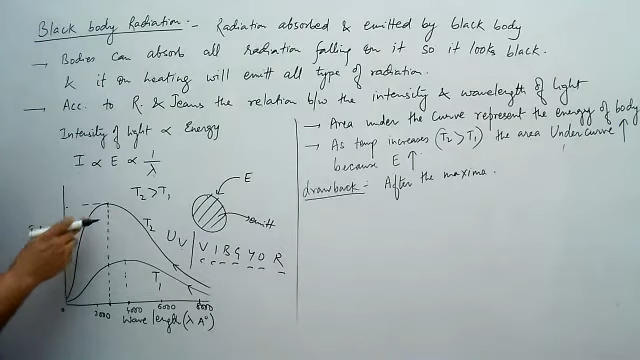 Black body Radiation:- Radiation absorbed & emitted by Black body
→ Bodies can absorb all radiation falling on it so it looks black.
& it on heating will emitt all type of radiation.
→ Acc. to R. & Jeans the relation b/w the intensity & wavelength of light
Intensity of light ∝ Energy
I ∝ E ∝ 1/λ
T₂>T₁
T₂
T₁
E
emitt
UV | V I B G Y O R
2000 4000 6000 8000
wave length (λ A°)
→ Area under the curve represent the energy of body
→ As temp increases (T₂>T₁) the area Under curve ↑
because E ↑
drawback:- After the maxima.